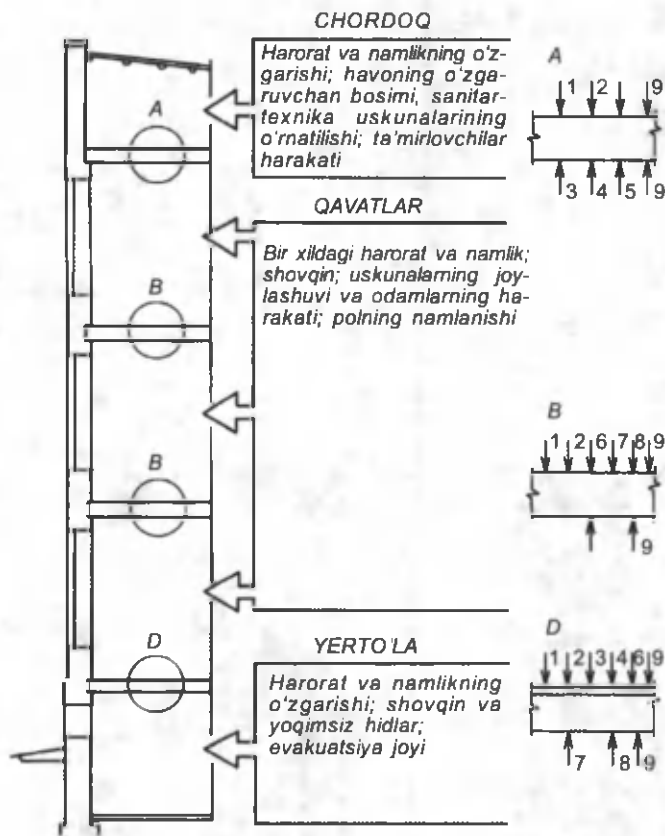 CHORDOQ
Harorat va namlikning o'z-
garishi; havoning o'zga-
ruvchan bosimi, sanitar-
texnika uskunalarining
o'rnatilishi; ta'mirlovchilar
harakati
QAVATLAR
Bir xildagi harorat va namlik;
shovqin; uskunalarning joy-
lashuvi va odamlarning ha-
rakati; polning namlanishi
YERTO'LA
Harorat va namlikning
o'zgarishi; shovqin va
yoqimsiz hidlar;
evakuatsiya joyi
A
B
B
D
A
1 2 9
3 4 5 9
B
1 2 6 7 8 9
9
D
1 2 3 4 6 9
7 8 9